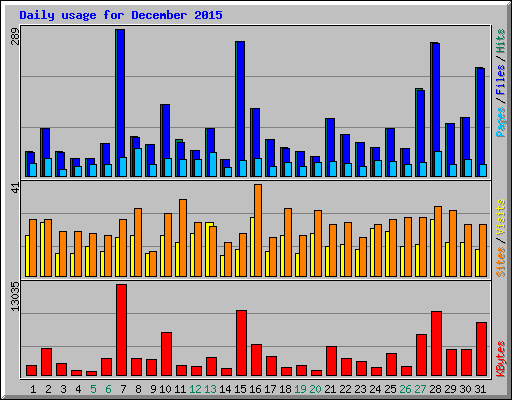 Daily usage for December 2015
289
Pages / Files / Hits
41
Sites / Visits
13035
KBytes
1 2 3 4 5 6 7 8 9 10 11 12 13 14 15 16 17 18 19 20 21 22 23 24 25 26 27 28 29 30 31